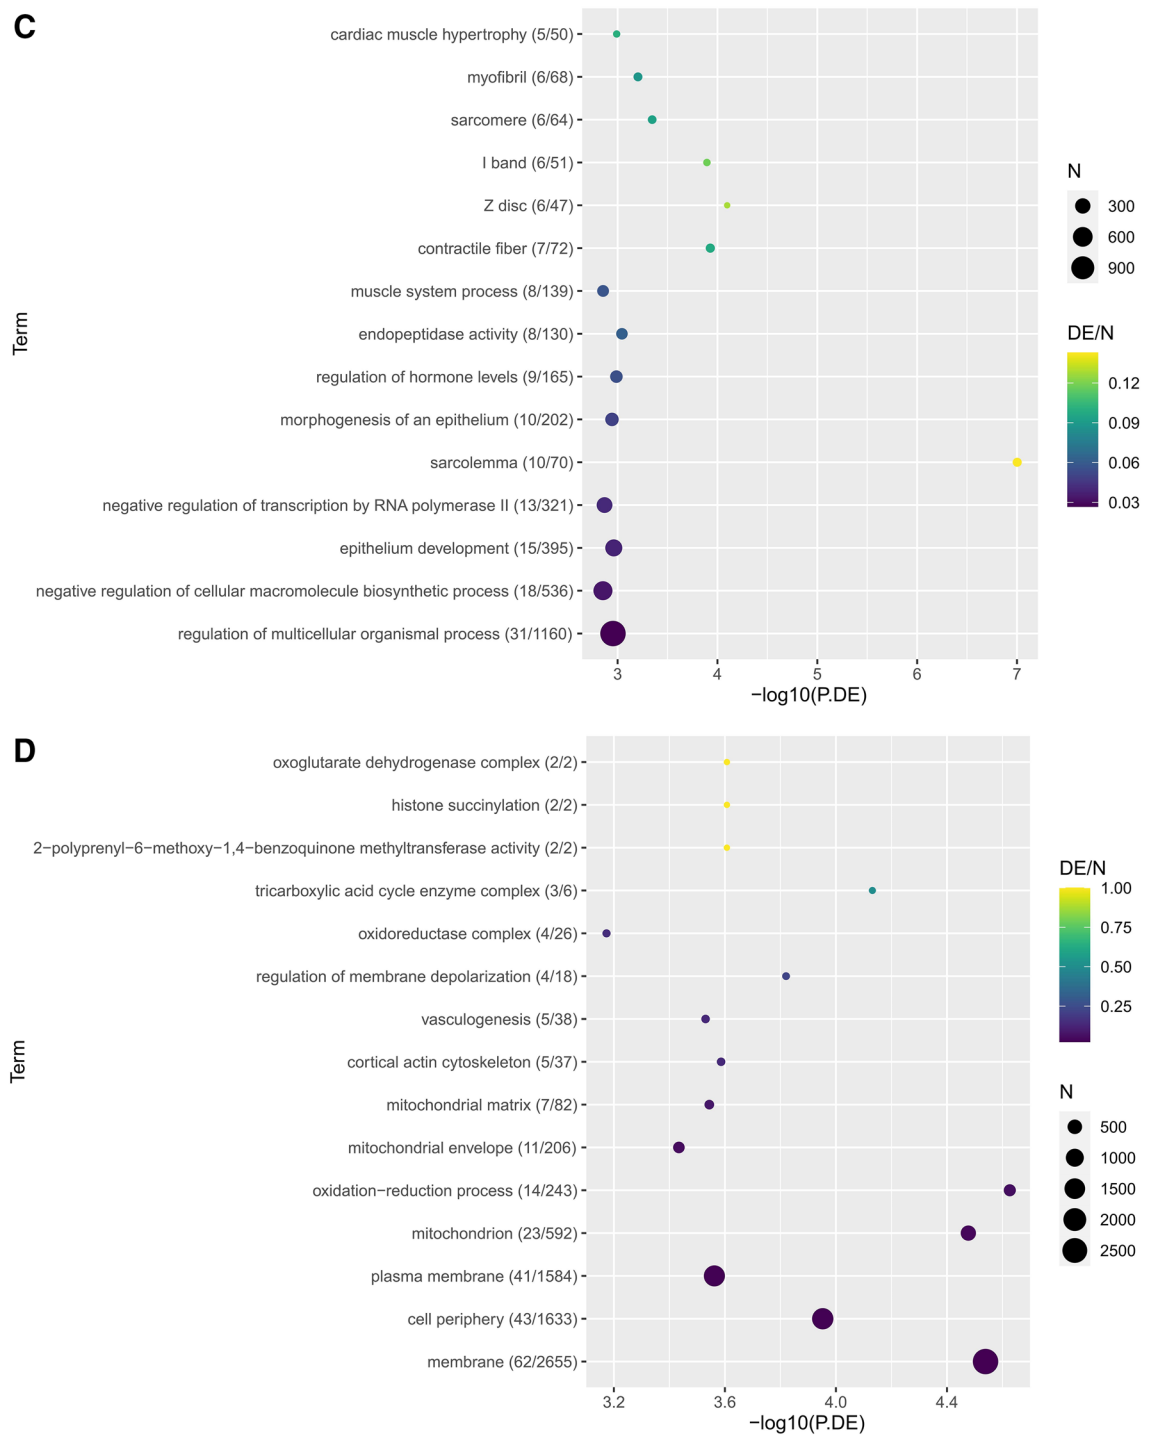 C
cardiac muscle hypertrophy (5/50)
myofibril (6/68)
sarcomere (6/64)
I band (6/51)
Z disc (6/47)
contractile fiber (7/72)
muscle system process (8/139)
endopeptidase activity (8/130)
regulation of hormone levels (9/165)
morphogenesis of an epithelium (10/202)
sarcolemma (10/70)
negative regulation of transcription by RNA polymerase II (13/321)
epithelium development (15/395)
negative regulation of cellular macromolecule biosynthetic process (18/536)
regulation of multicellular organismal process (31/1160)
Term
3 4 5 6 7
−log10(P.DE)
N
300
600
900
DE/N
0.12
0.09
0.06
0.03
D
oxoglutarate dehydrogenase complex (2/2)
histone succinylation (2/2)
2−polyprenyl−6−methoxy−1,4−benzoquinone methyltransferase activity (2/2)
tricarboxylic acid cycle enzyme complex (3/6)
oxidoreductase complex (4/26)
regulation of membrane depolarization (4/18)
vasculogenesis (5/38)
cortical actin cytoskeleton (5/37)
mitochondrial matrix (7/82)
mitochondrial envelope (11/206)
oxidation−reduction process (14/243)
mitochondrion (23/592)
plasma membrane (41/1584)
cell periphery (43/1633)
membrane (62/2655)
Term
3.2 3.6 4.0 4.4
−log10(P.DE)
DE/N
1.00
0.75
0.50
0.25
N
500
1000
1500
2000
2500